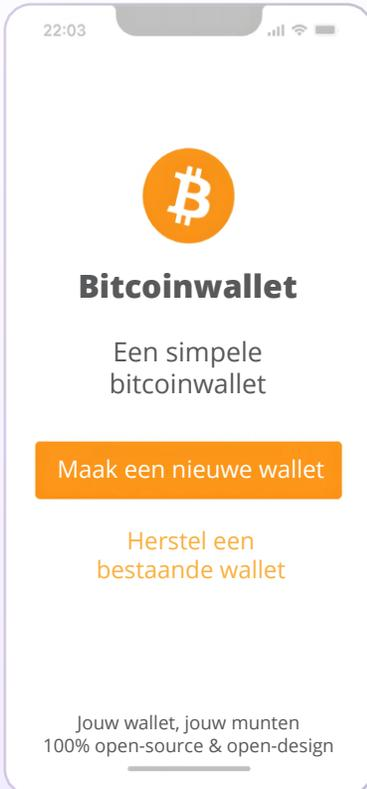 22:03
Bitcoinwallet
Een simpele
bitcoinwallet
Maak een nieuwe wallet
Herstel een
bestaande wallet
Jouw wallet, jouw munten
100% open-source & open-design